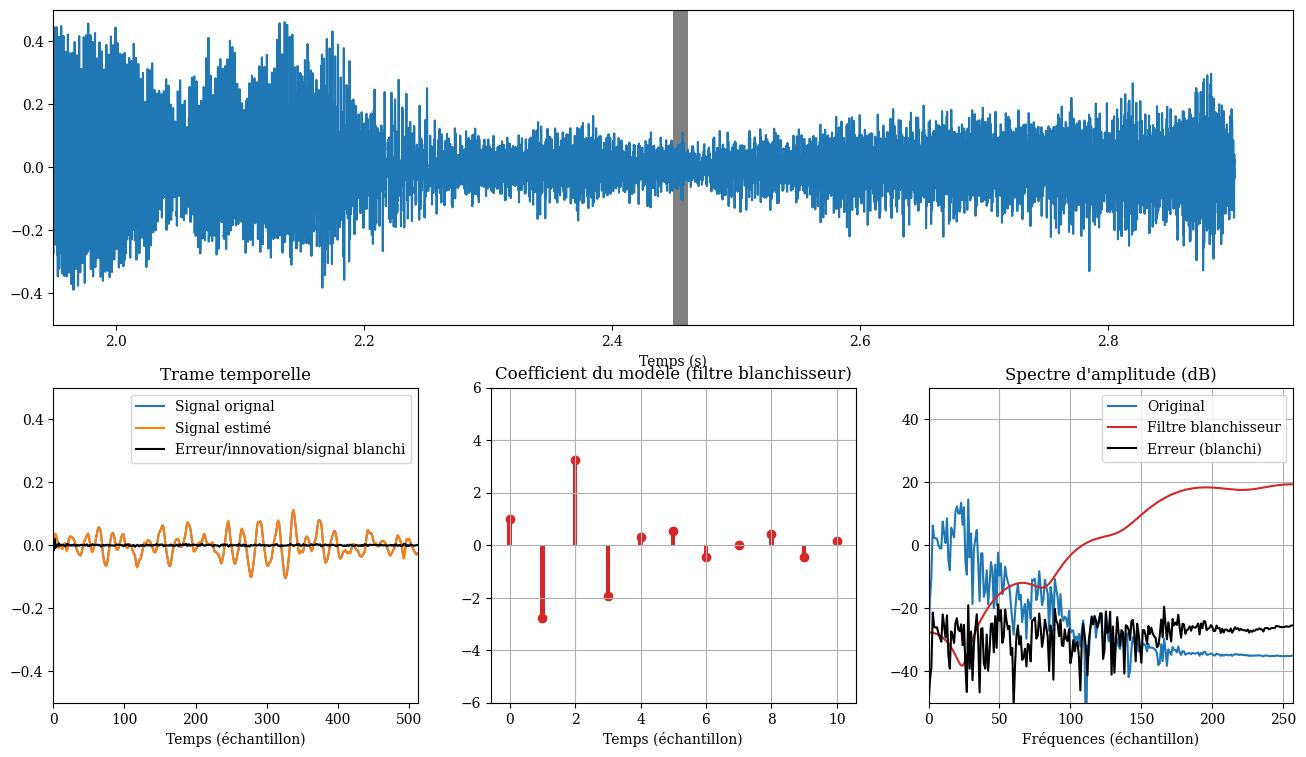 0.4
0.2
0.0
−0.2
−0.4
2.0 2.2 2.4 2.6 2.8
Temps (s)
Trame temporelle
Signal orignal
Signal estimé
Erreur/innovation/signal blanchi
0.4
0.2
0.0
−0.2
−0.4
0 100 200 300 400 500
Temps (échantillon)
Coefficient du modèle (filtre blanchisseur)
6
4
2
0
−2
−4
−6
0 2 4 6 8 10
Temps (échantillon)
Spectre d'amplitude (dB)
Original
Filtre blanchisseur
Erreur (blanchi)
40
20
0
−20
−40
0 50 100 150 200 250
Fréquences (échantillon)